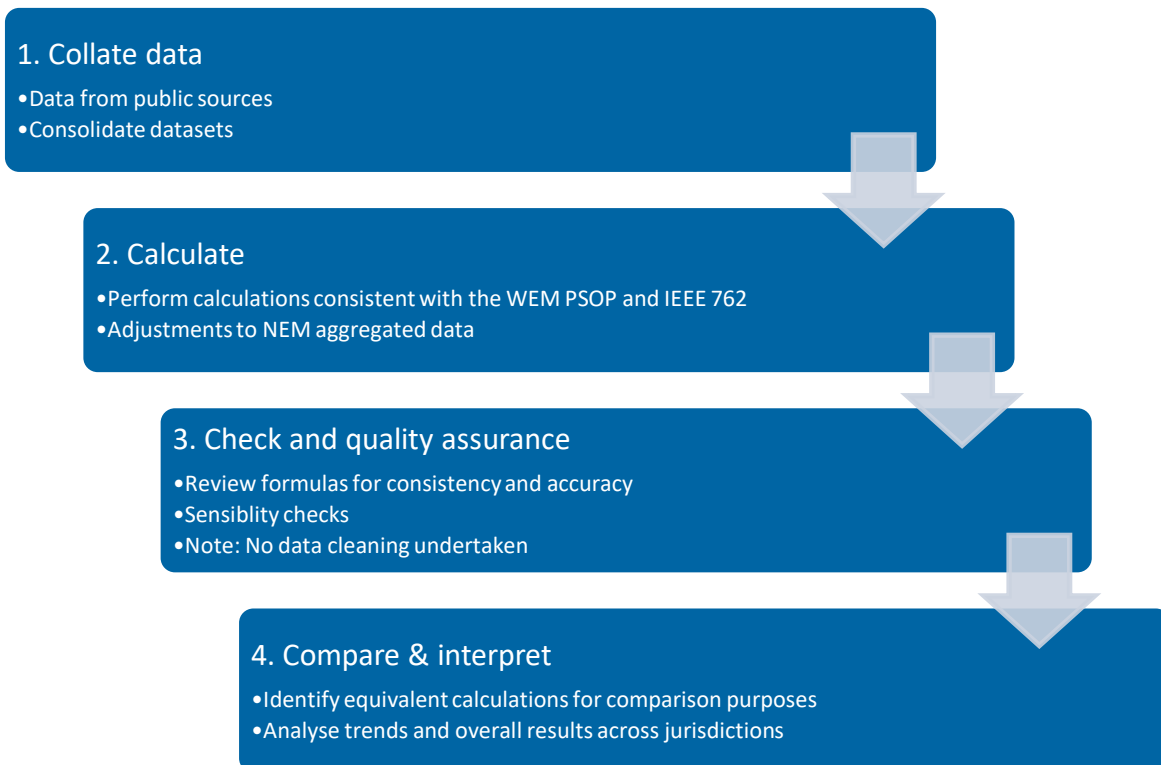 1. Collate data
•Data from public sources
•Consolidate datasets
2. Calculate
•Perform calculations consistent with the WEM PSOP and IEEE 762
•Adjustments to NEM aggregated data
3. Check and quality assurance
•Review formulas for consistency and accuracy
•Sensiblity checks
•Note: No data cleaning undertaken
4. Compare & interpret
•Identify equivalent calculations for comparison purposes
•Analyse trends and overall results across jurisdictions